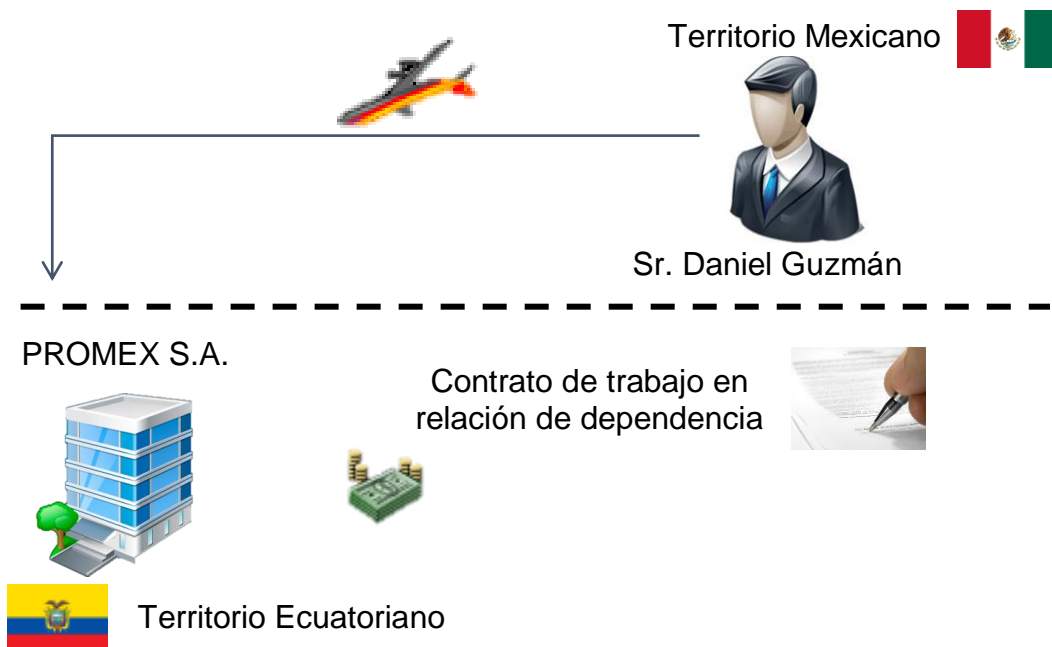 Territorio Mexicano
Sr. Daniel Guzmán
PROMEX S.A.
Contrato de trabajo en
relación de dependencia
Territorio Ecuatoriano